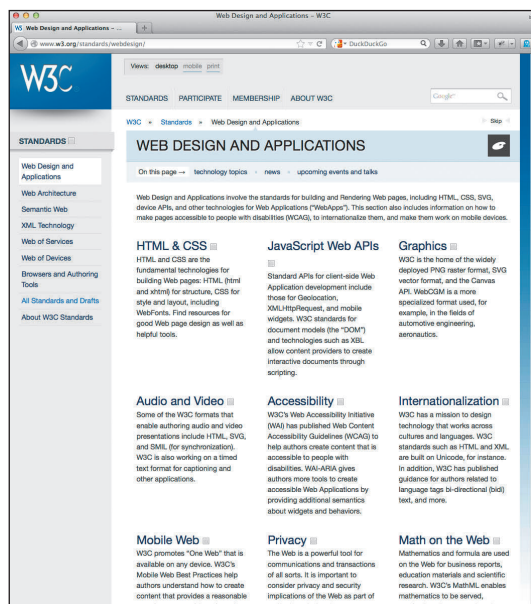 Web Design and Applications – W3C
W3 Web Design and Applications – ...
www.w3.org/standards/webdesign/
DuckDuckGo
W3C
Views: desktop mobile print
STANDARDS PARTICIPATE MEMBERSHIP ABOUT W3C
Google™
W3C » Standards » Web Design and Applications
Skip
STANDARDS
Web Design and
Applications
Web Architecture
Semantic Web
XML Technology
Web of Services
Web of Devices
Browsers and Authoring
Tools
All Standards and Drafts
About W3C Standards
WEB DESIGN AND APPLICATIONS
On this page → technology topics • news • upcoming events and talks
Web Design and Applications involve the standards for building and Rendering Web pages, including HTML, CSS, SVG,
device APIs, and other technologies for Web Applications (“WebApps”). This section also includes information on how to
make pages accessible to people with disabilities (WCAG), to internationalize them, and make them work on mobile devices.
HTML & CSS
HTML and CSS are the
fundamental technologies for
building Web pages: HTML (html
and xhtml) for structure, CSS for
style and layout, including
WebFonts. Find resources for
good Web page design as well as
helpful tools.
JavaScript Web APIs
Standard APIs for client-side Web
Application development include
those for Geolocation,
XMLHttpRequest, and mobile
widgets. W3C standards for
document models (the “DOM”)
and technologies such as XBL
allow content providers to create
interactive documents through
scripting.
Graphics
W3C is the home of the widely
deployed PNG raster format, SVG
vector format, and the Canvas
API. WebCGM is a more
specialized format used, for
example, in the fields of
automotive engineering,
aeronautics.
Audio and Video
Some of the W3C formats that
enable authoring audio and video
presentations include HTML, SVG,
and SMIL (for synchronization).
W3C is also working on a timed
text format for captioning and
other applications.
Accessibility
W3C’s Web Accessibility Initiative
(WAI) has published Web Content
Accessibility Guidelines (WCAG) to
help authors create content that is
accessible to people with
disabilities. WAI-ARIA gives
authors more tools to create
accessible Web Applications by
providing additional semantics
about widgets and behaviors.
Internationalization
W3C has a mission to design
technology that works across
cultures and languages. W3C
standards such as HTML and XML
are built on Unicode, for instance.
In addition, W3C has published
guidance for authors related to
language tags bi-directional (bidi)
text, and more.
Mobile Web
W3C promotes “One Web” that is
available on any device. W3C’s
Mobile Web Best Practices help
authors understand how to create
content that provides a reasonable
Privacy
The Web is a powerful tool for
communications and transactions
of all sorts. It is important to
consider privacy and security
implications of the Web as part of
Math on the Web
Mathematics and formula are used
on the Web for business reports,
education materials and scientific
research. W3C’s MathML enables
mathematics to be served,